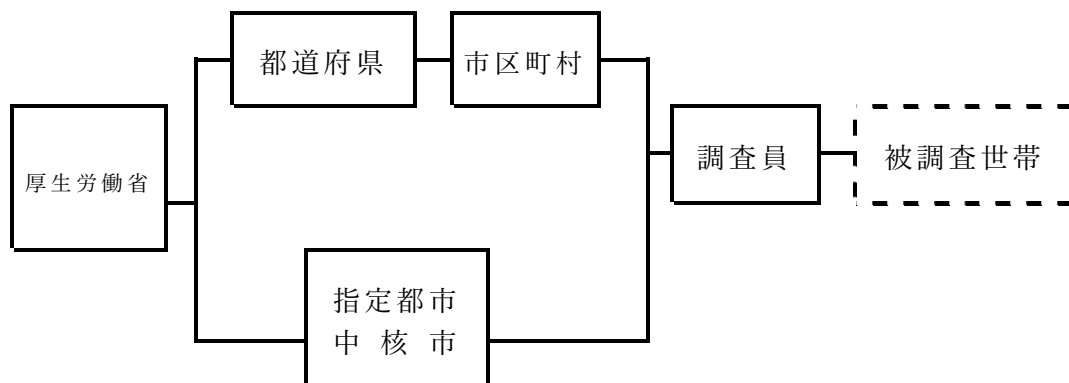 都道府県
市区町村
厚生労働省
調査員
被調査世帯
指定都市
中核市